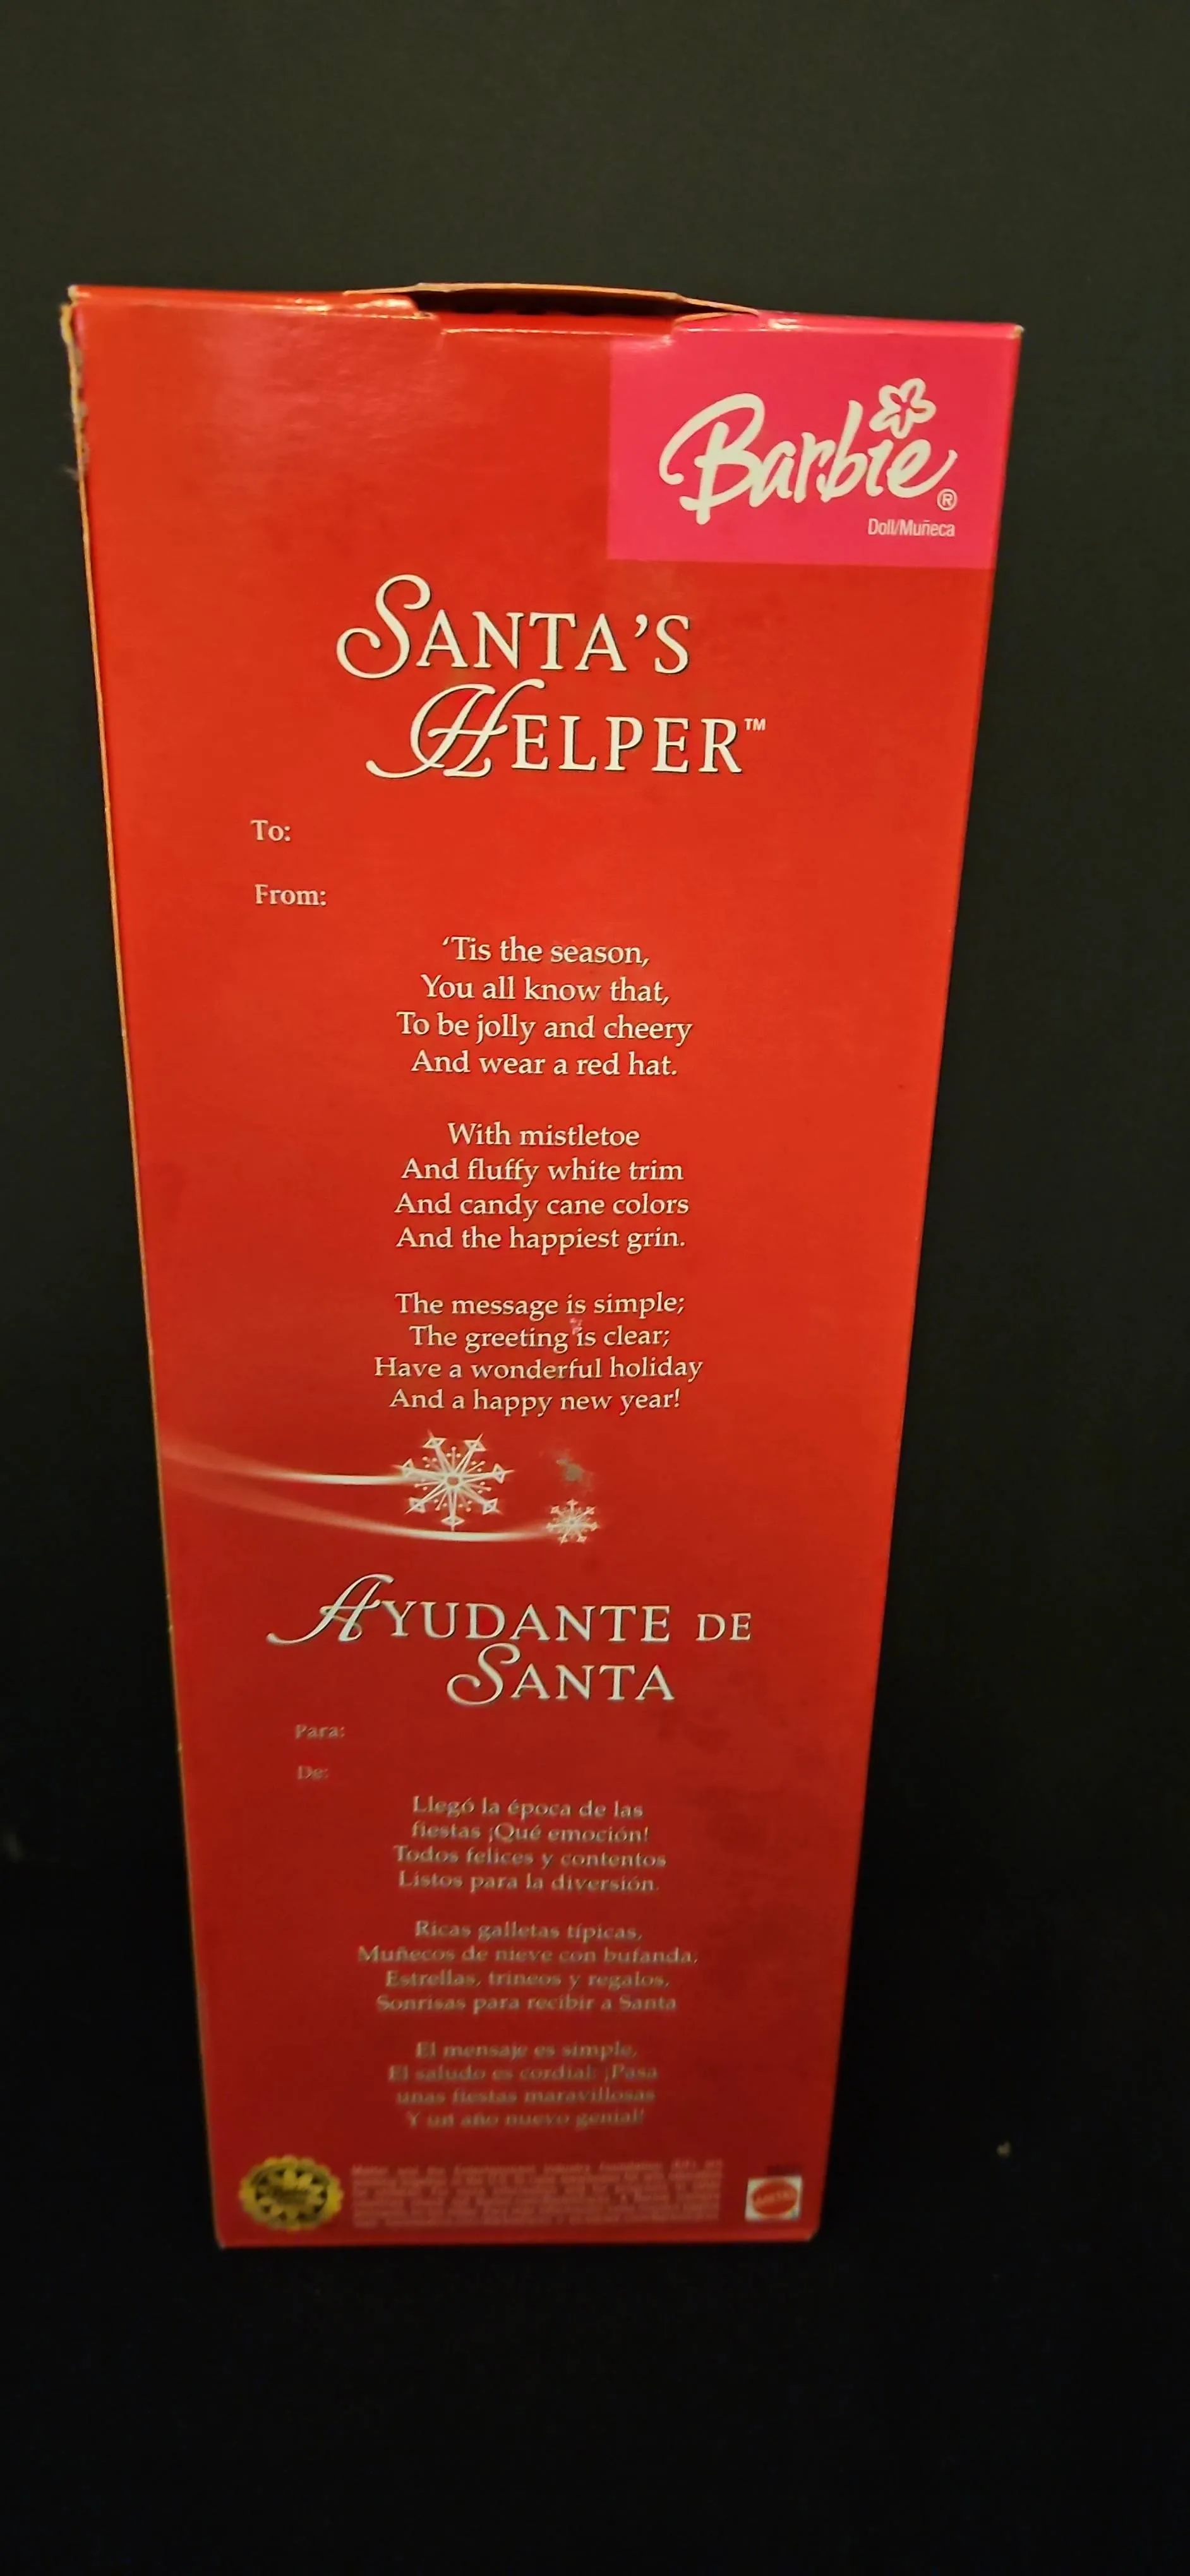 Barbie®
Doll/Muñeca
SANTA'S
HELPER™
To:
From:
‘Tis the season,
You all know that,
To be jolly and cheery
And wear a red hat.
With mistletoe
And fluffy white trim
And candy cane colors
And the happiest grin.
The message is simple;
The greeting is clear;
Have a wonderful holiday
And a happy new year!
AYUDANTE DE
SANTA
Para:
De:
Llegó la época de las
fiestas ¡Qué emoción!
Todos felices y contentos
Listos para la diversión.
Ricas galletas típicas,
Muñecos de nieve con bufanda,
Estrellas, trineos y regalos,
Sonrisas para recibir a Santa
El mensaje es simple,
El saludo es cordial: ¡Pasa
unas fiestas maravillosas
Y un año nuevo genial!